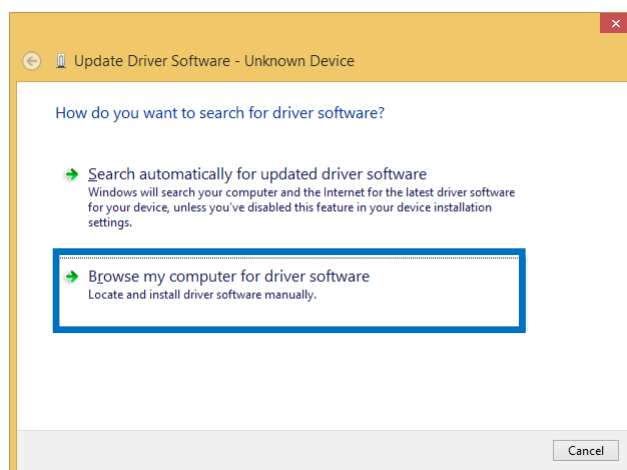 Update Driver Software - Unknown Device
How do you want to search for driver software?
Search automatically for updated driver software
Windows will search your computer and the Internet for the latest driver software
for your device, unless you've disabled this feature in your device installation
settings.
Browse my computer for driver software
Locate and install driver software manually.
Cancel